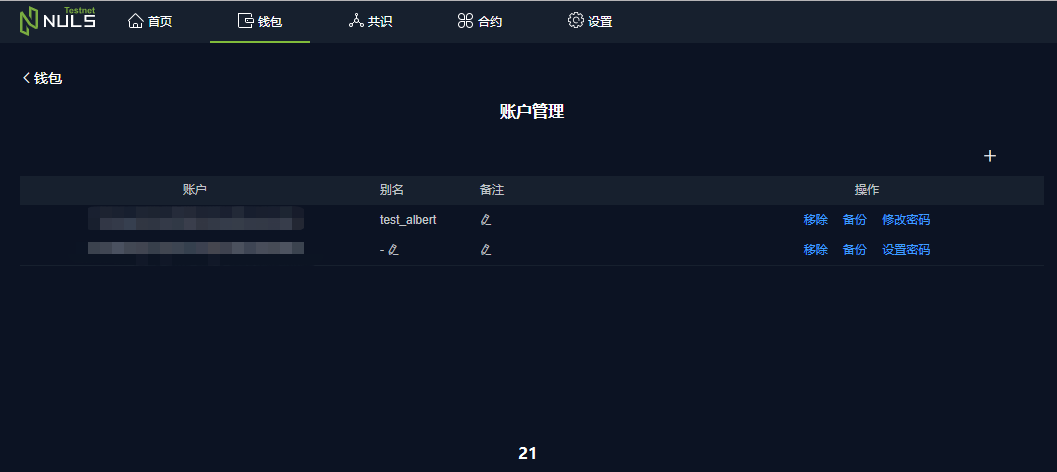 Testnet
NULS 首页 钱包 共识 合约 设置
钱包
账户管理
+
账户 别名 备注 操作
test_albert 移除 备份 修改密码
- 移除 备份 设置密码
21